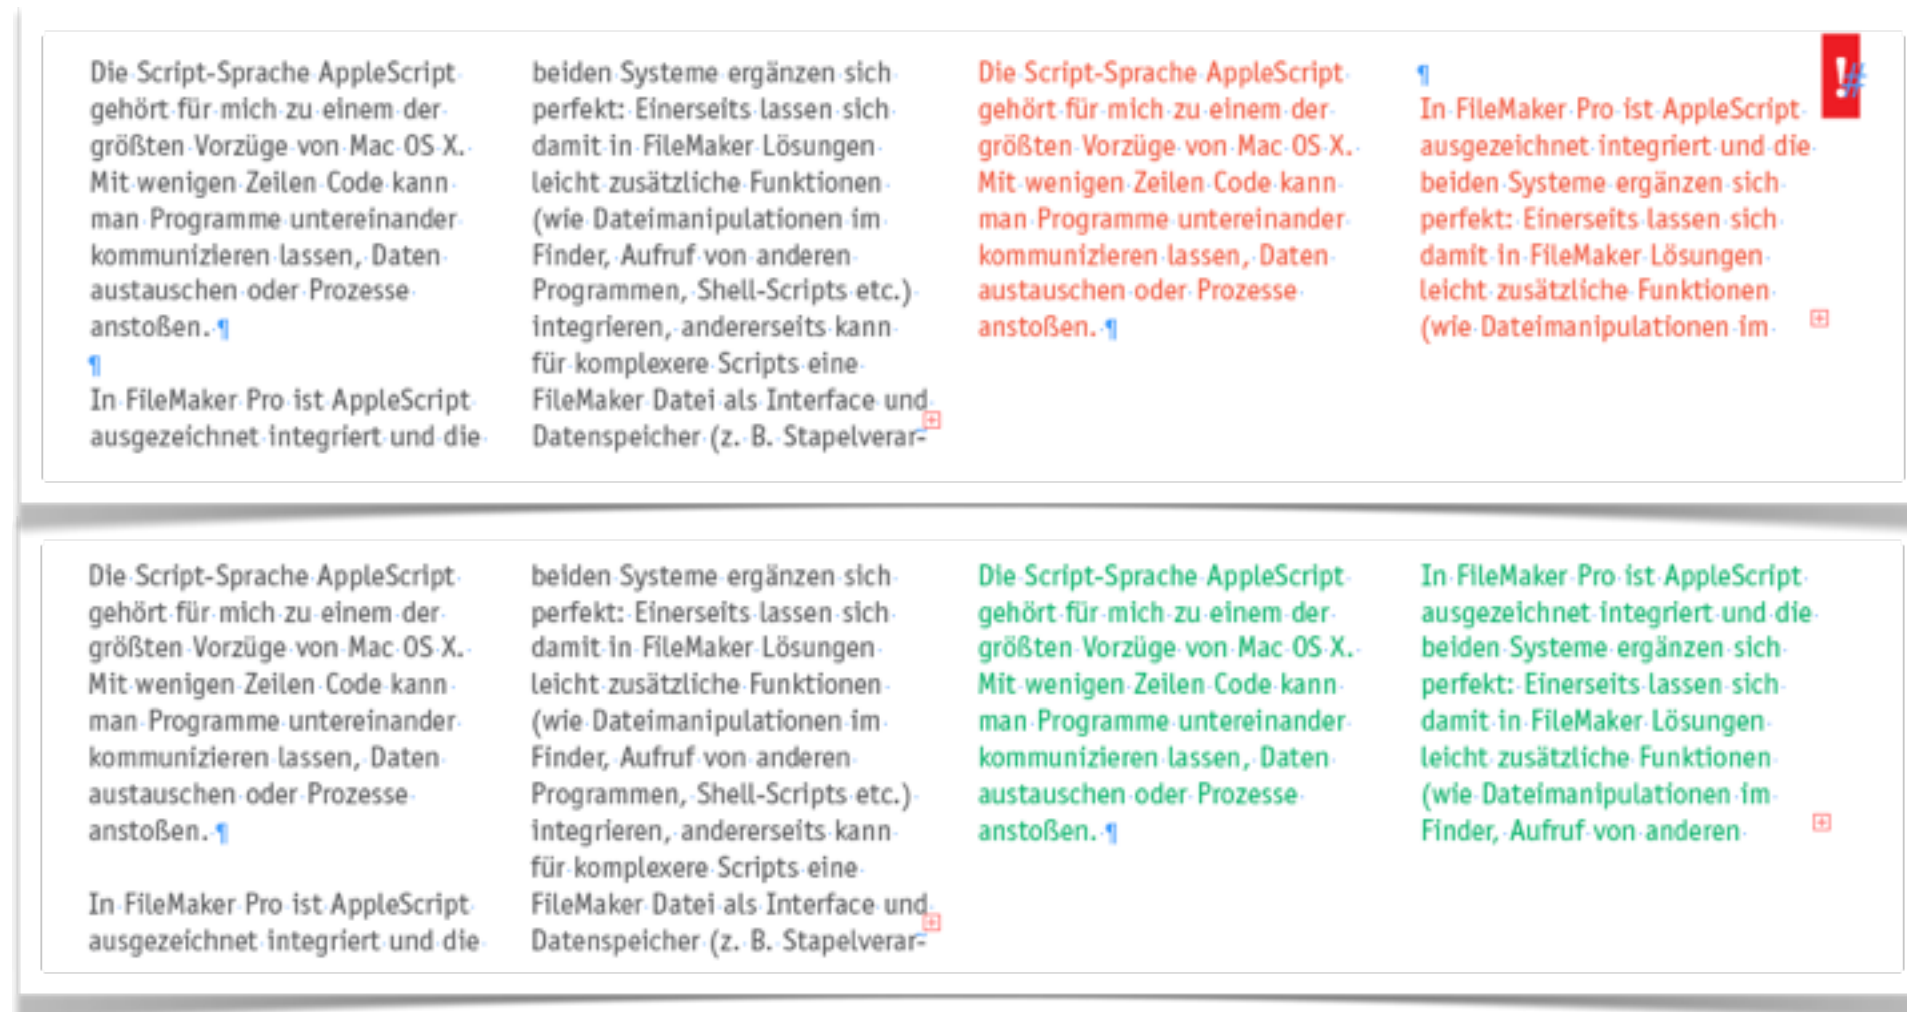 Die Script-Sprache AppleScript
gehört für mich zu einem der
größten Vorzüge von Mac OS X.
Mit wenigen Zeilen Code kann
man Programme untereinander
kommunizieren lassen, Daten
austauschen oder Prozesse
anstoßen. ¶
¶
In FileMaker Pro ist AppleScript
ausgezeichnet integriert und die
beiden Systeme ergänzen sich
perfekt: Einerseits lassen sich
damit in FileMaker Lösungen
leicht zusätzliche Funktionen
(wie Dateimanipulationen im
Finder, Aufruf von anderen
Programmen, Shell-Scripts etc.)
integrieren, andererseits kann
für komplexere Scripts eine
FileMaker Datei als Interface und
Datenspeicher (z. B. Stapelverar-
Die Script-Sprache AppleScript
gehört für mich zu einem der
größten Vorzüge von Mac OS X.
Mit wenigen Zeilen Code kann
man Programme untereinander
kommunizieren lassen, Daten
austauschen oder Prozesse
anstoßen. ¶
¶
In FileMaker Pro ist AppleScript
ausgezeichnet integriert und die
beiden Systeme ergänzen sich
perfekt: Einerseits lassen sich
damit in FileMaker Lösungen
leicht zusätzliche Funktionen
(wie Dateimanipulationen im
!#
Die Script-Sprache AppleScript
gehört für mich zu einem der
größten Vorzüge von Mac OS X.
Mit wenigen Zeilen Code kann
man Programme untereinander
kommunizieren lassen, Daten
austauschen oder Prozesse
anstoßen. ¶
In FileMaker Pro ist AppleScript
ausgezeichnet integriert und die
beiden Systeme ergänzen sich
perfekt: Einerseits lassen sich
damit in FileMaker Lösungen
leicht zusätzliche Funktionen
(wie Dateimanipulationen im
Finder, Aufruf von anderen
Programmen, Shell-Scripts etc.)
integrieren, andererseits kann
für komplexere Scripts eine
FileMaker Datei als Interface und
Datenspeicher (z. B. Stapelverar-
Die Script-Sprache AppleScript
gehört für mich zu einem der
größten Vorzüge von Mac OS X.
Mit wenigen Zeilen Code kann
man Programme untereinander
kommunizieren lassen, Daten
austauschen oder Prozesse
anstoßen. ¶
In FileMaker Pro ist AppleScript
ausgezeichnet integriert und die
beiden Systeme ergänzen sich
perfekt: Einerseits lassen sich
damit in FileMaker Lösungen
leicht zusätzliche Funktionen
(wie Dateimanipulationen im
Finder, Aufruf von anderen